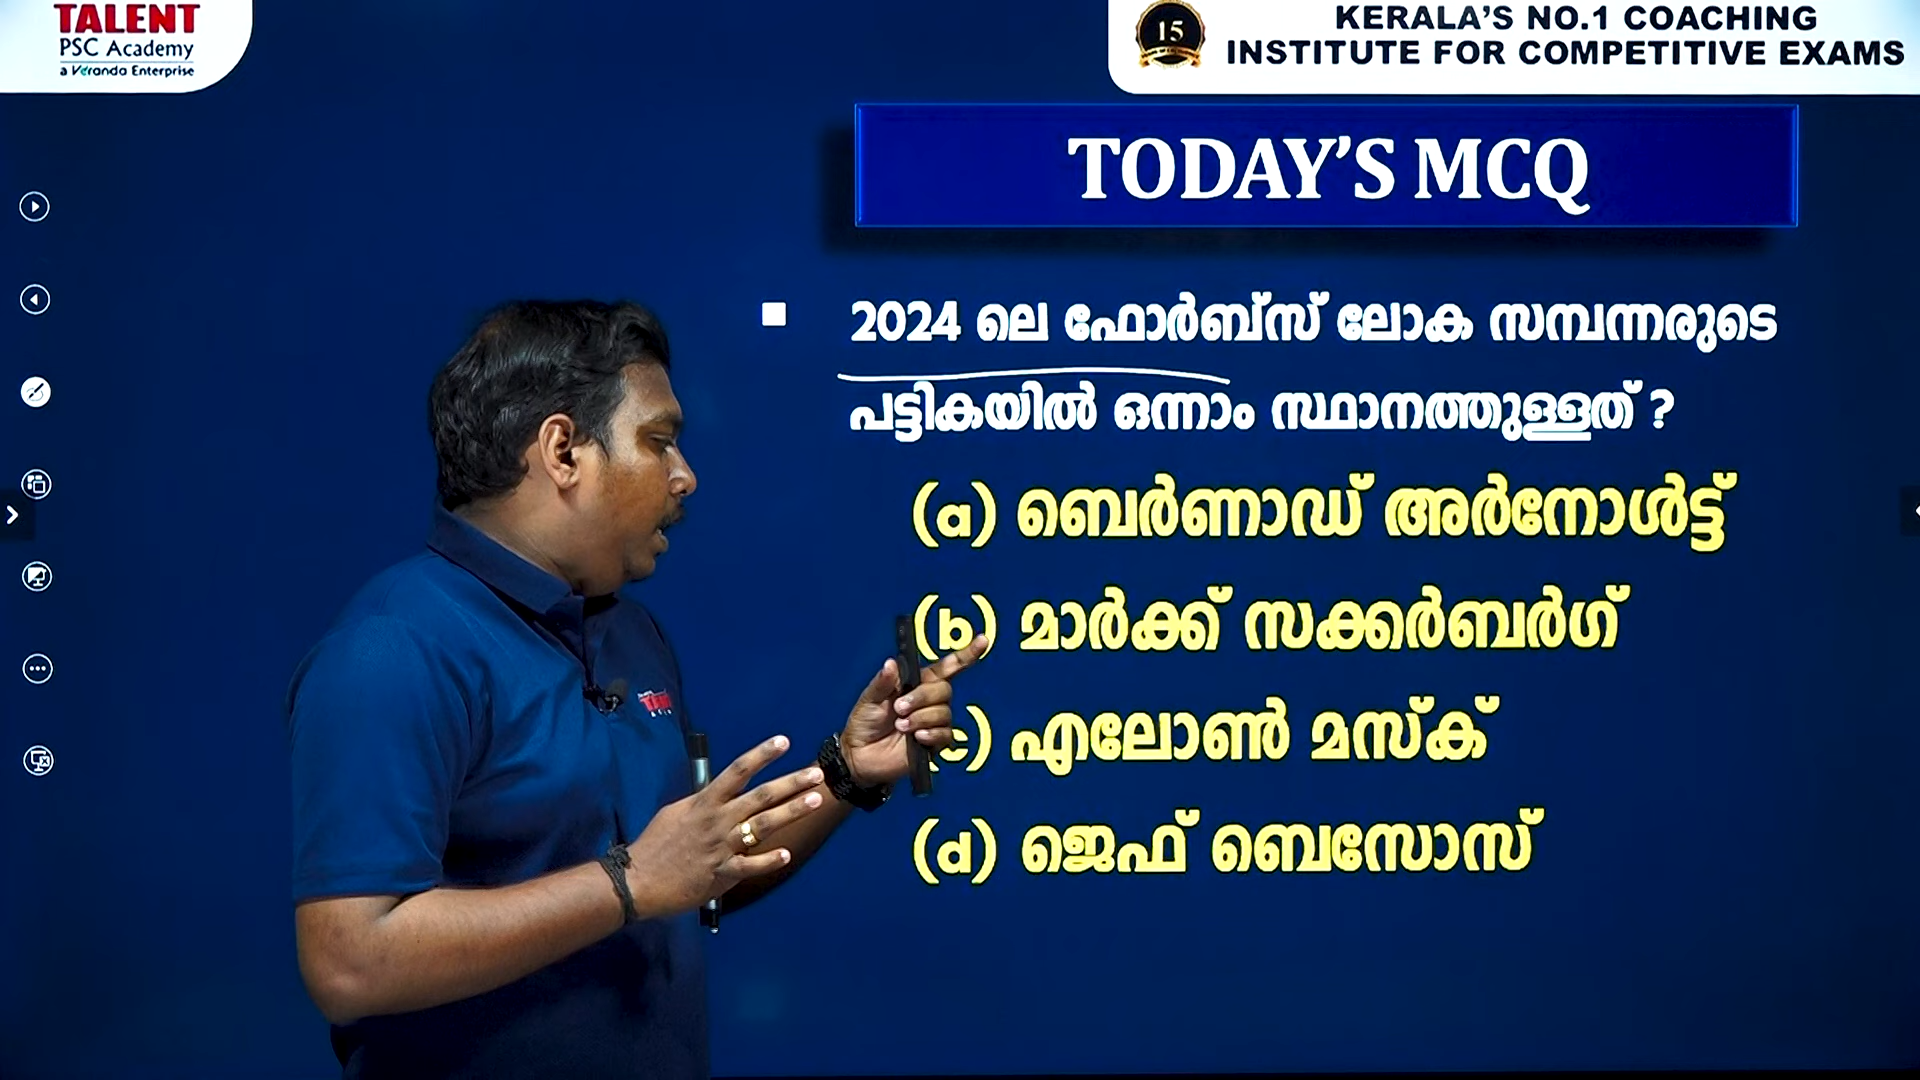 TALENT
PSC Academy
a Veranda Enterprise
15
KERALA'S NO.1 COACHING
INSTITUTE FOR COMPETITIVE EXAMS
TODAY'S MCQ
2024 ലെ ഫോർബ്സ് ലോക സമ്പന്നരുടെ
പട്ടികയിൽ ഒന്നാം സ്ഥാനത്തുള്ളത് ?
(a) ബെർണാഡ് അർനോൾട്ട്
(b) മാർക്ക് സക്കർബർഗ്
(c) എലോൺ മസ്ക്
(d) ജെഫ് ബെസോസ്